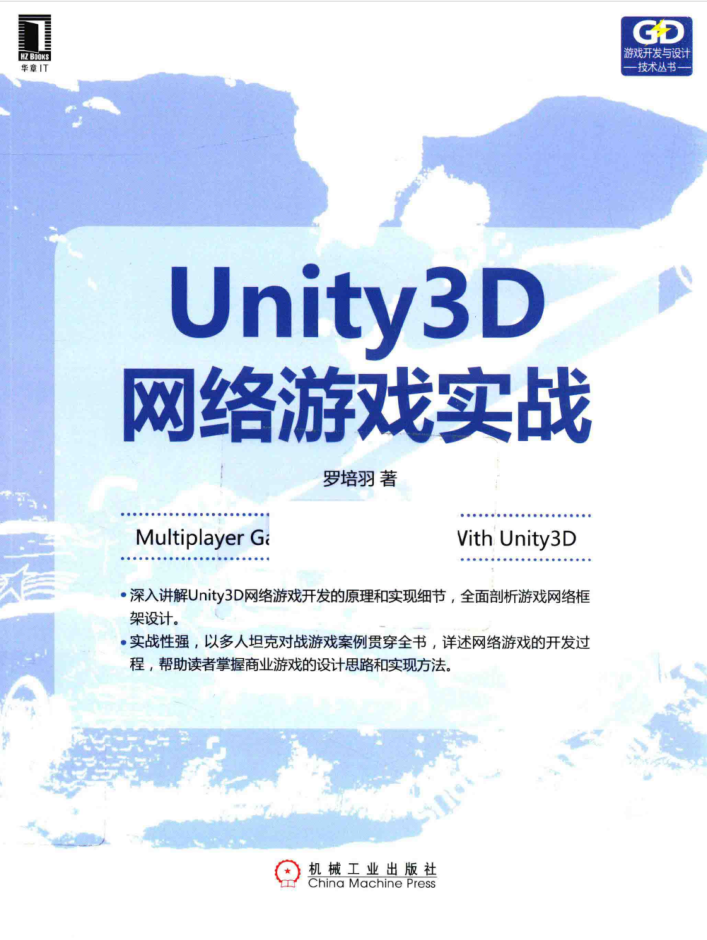 HZ BOOKS
华章IT
GD
游戏开发与设计
技术丛书
Unity3D
网络游戏实战
罗培羽 著
Multiplayer Ga With Unity3D
•深入讲解Unity3D网络游戏开发的原理和实现细节，全面剖析游戏网络框
架设计。
•实战性强，以多人坦克对战游戏案例贯穿全书，详述网络游戏的开发过
程，帮助读者掌握商业游戏的设计思路和实现方法。
机械工业出版社
China Machine Press